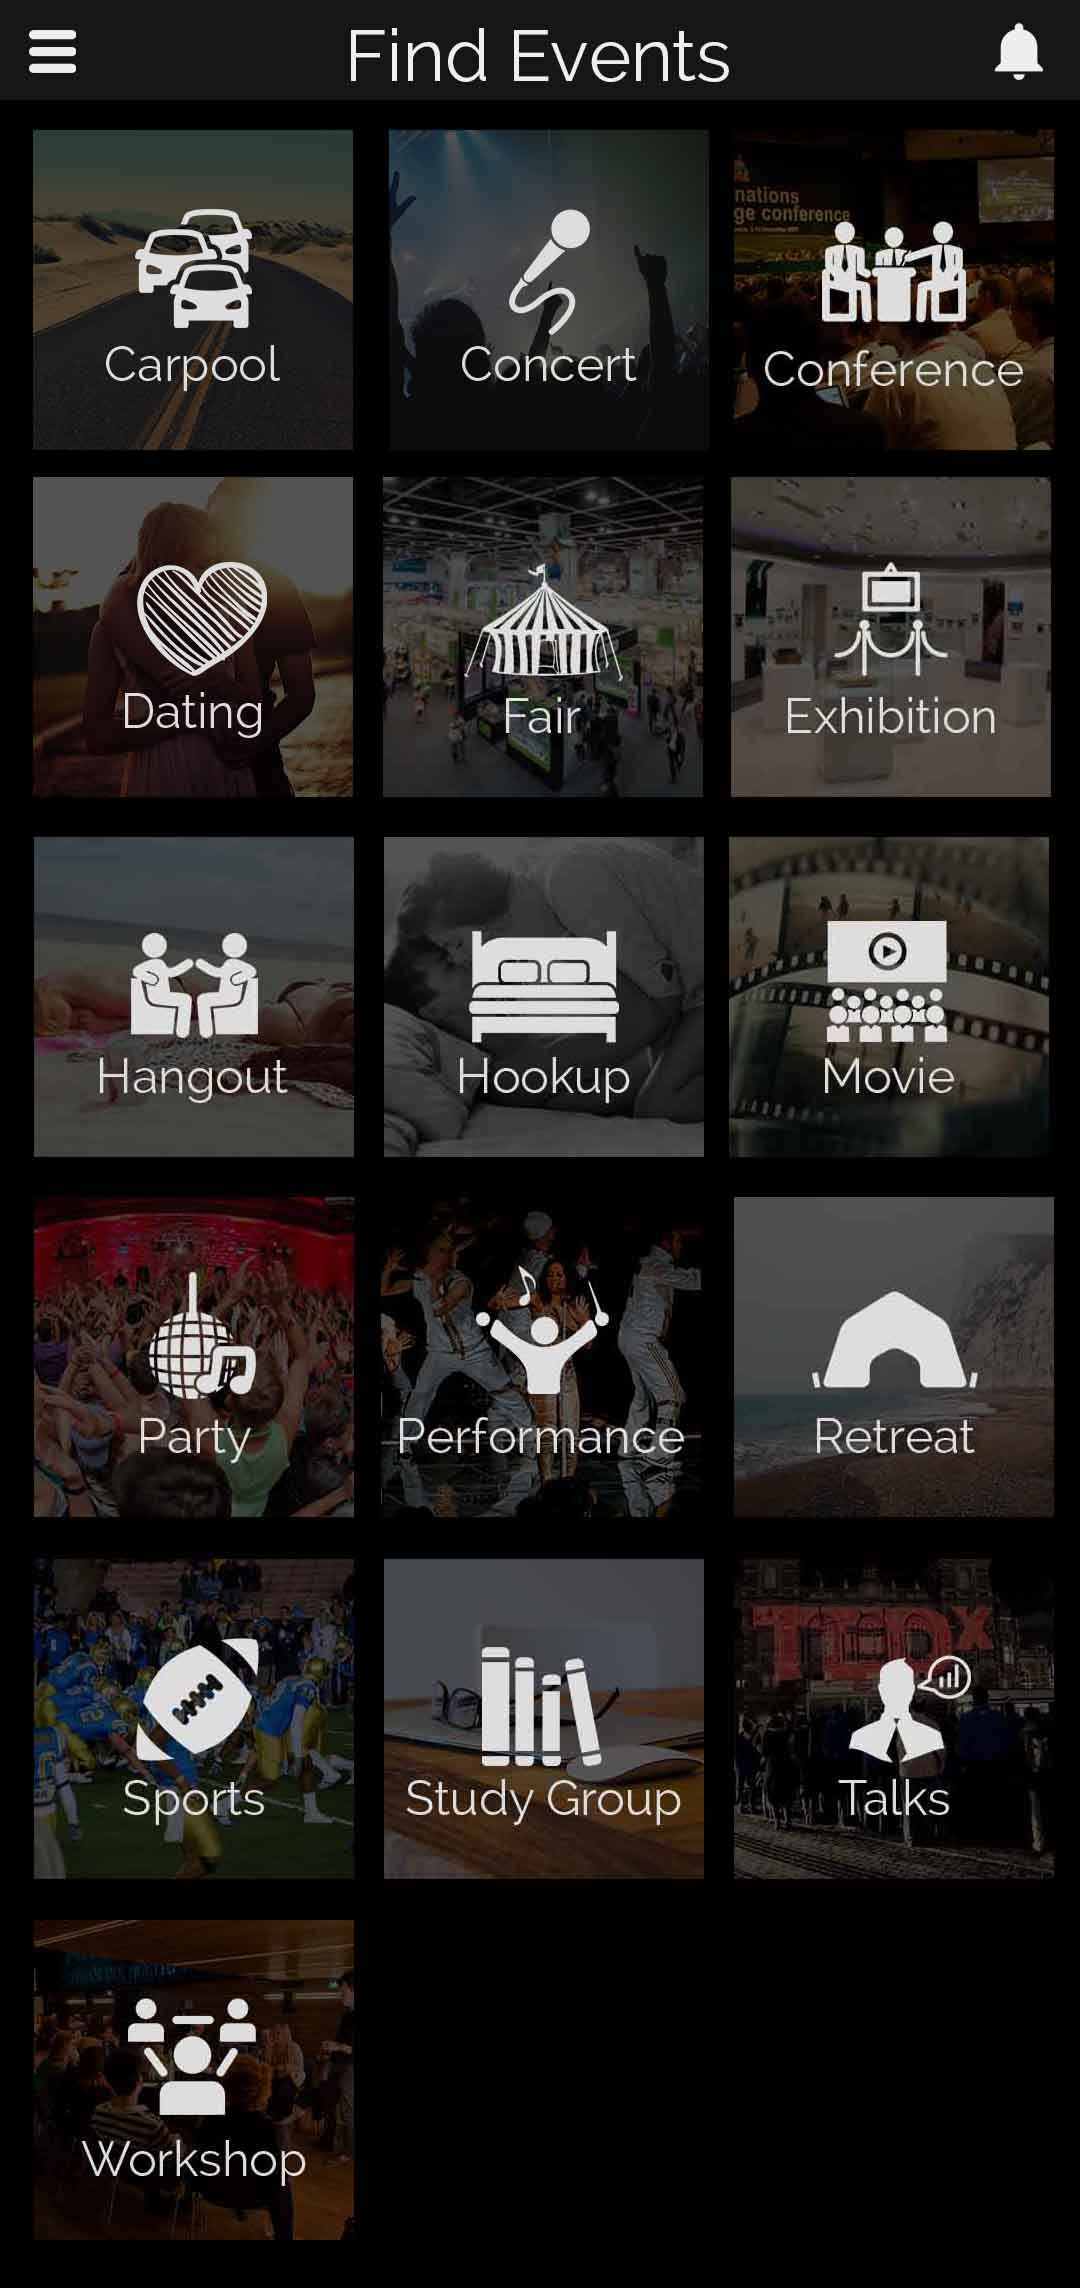 Find Events
nations
ge conference
Carpool
Concert
Conference
Dating
Fair
Exhibition
Hangout
Hookup
Movie
Party
Performance
Retreat
TEDx
Sports
Study Group
Talks
Workshop